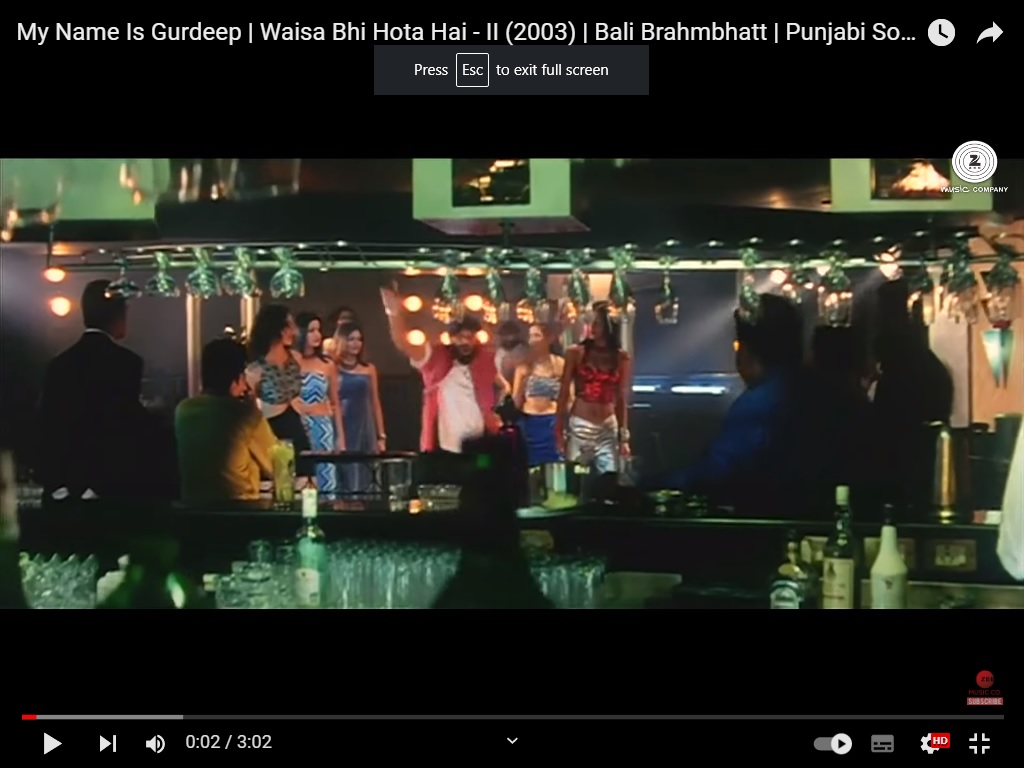 My Name Is Gurdeep | Waisa Bhi Hota Hai - II (2003) | Bali Brahmbhatt | Punjabi So...
Press Esc to exit full screen
Z
MUSIC COMPANY
ZEE
MUSIC CO.
SUBSCRIBE
0:02 / 3:02
HD